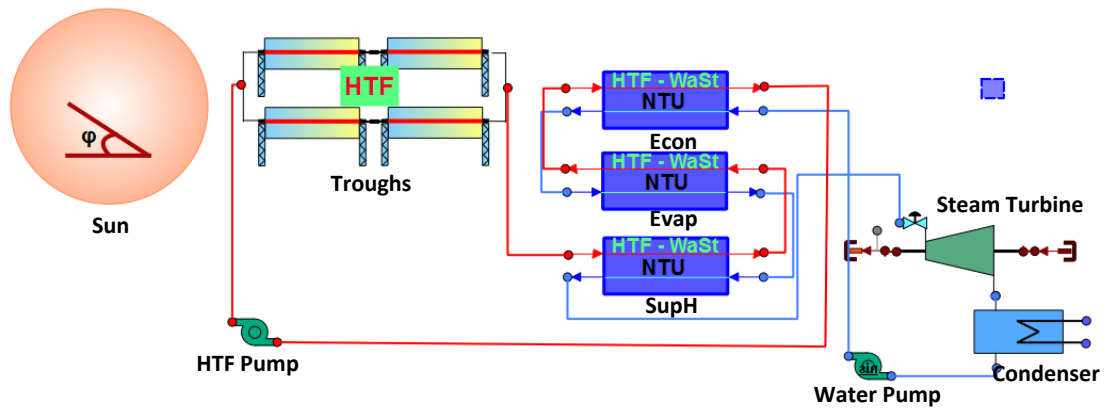 φ
Sun
HTF
Troughs
HTF Pump
HTF - WaSt
NTU
Econ
HTF - WaSt
NTU
Evap
HTF - WaSt
NTU
SupH
Steam Turbine
Water Pump
Condenser